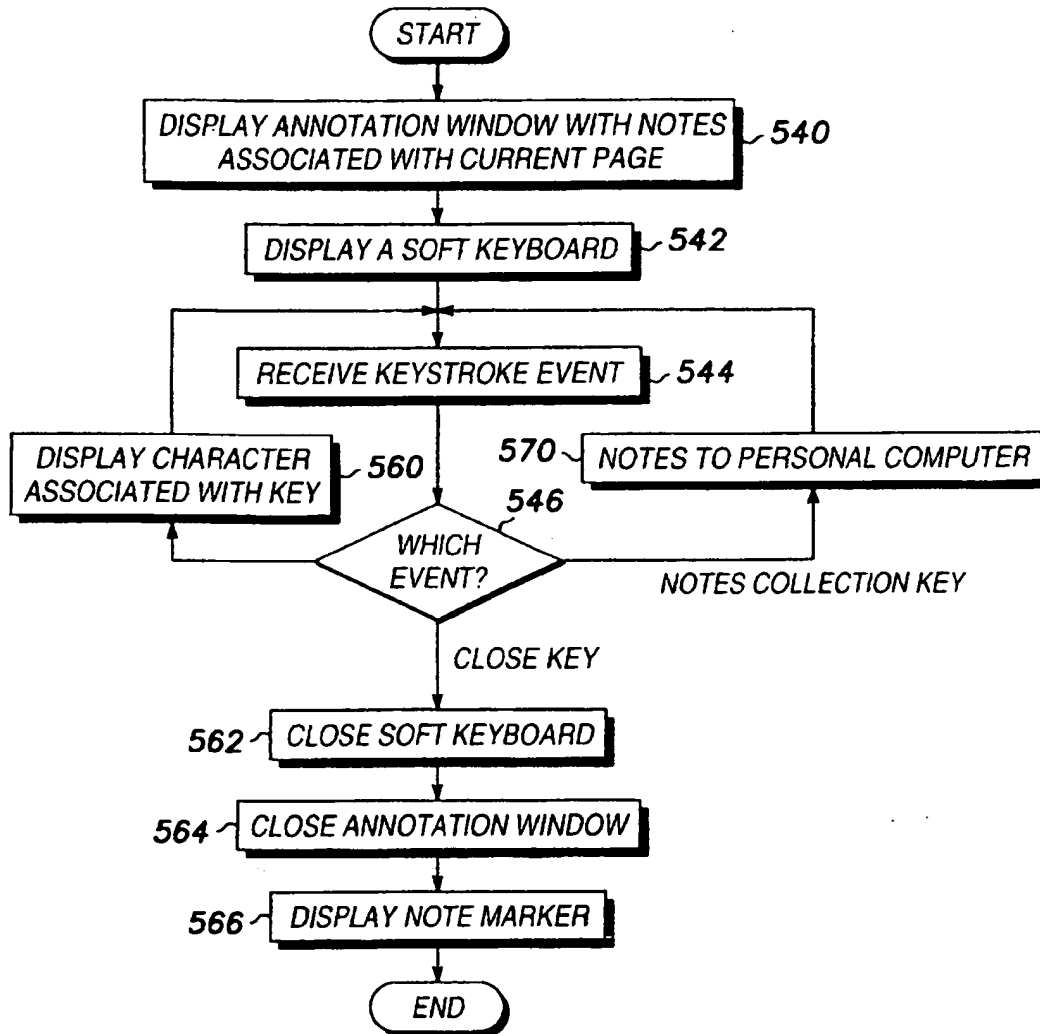 START
DISPLAY ANNOTATION WINDOW WITH NOTES
ASSOCIATED WITH CURRENT PAGE
540
DISPLAY A SOFT KEYBOARD
542
RECEIVE KEYSTROKE EVENT
544
DISPLAY CHARACTER
ASSOCIATED WITH KEY
560
570
NOTES TO PERSONAL COMPUTER
546
WHICH
EVENT?
NOTES COLLECTION KEY
CLOSE KEY
562
CLOSE SOFT KEYBOARD
564
CLOSE ANNOTATION WINDOW
566
DISPLAY NOTE MARKER
END